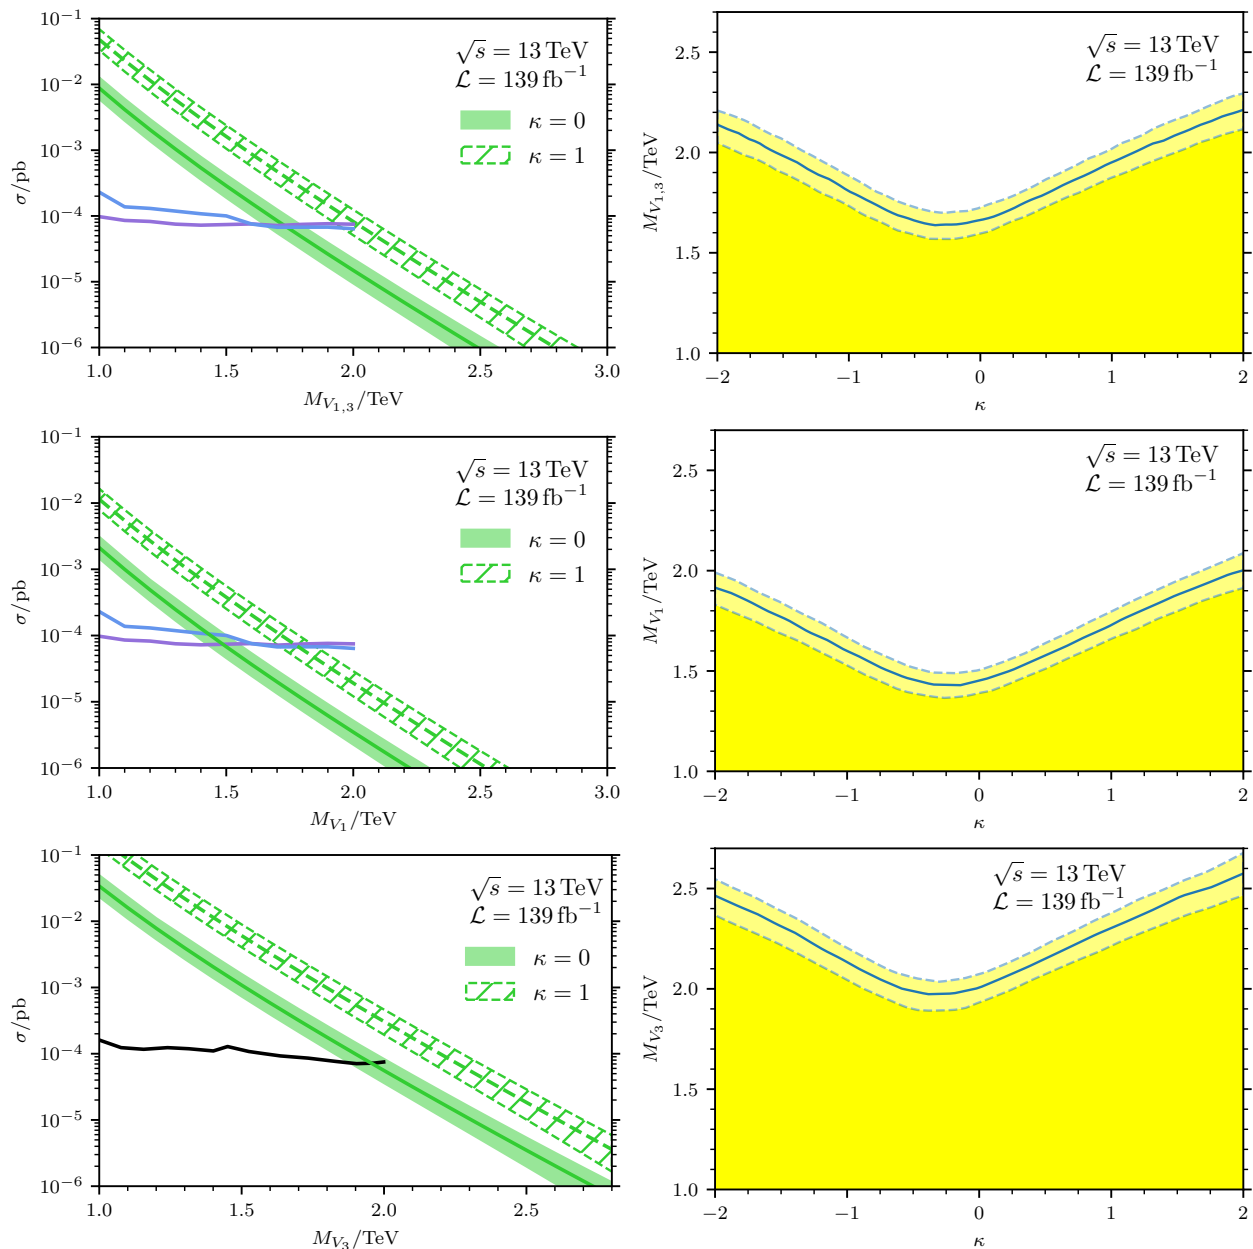 10⁻¹
10⁻²
10⁻³
10⁻⁴
10⁻⁵
10⁻⁶
σ/pb
√s = 13 TeV
ℒ = 139 fb⁻¹
κ = 0
κ = 1
1.0 1.5 2.0 2.5 3.0
M_{V_{1,3}}/TeV
2.5
2.0
1.5
1.0
M_{V_{1,3}}/TeV
√s = 13 TeV
ℒ = 139 fb⁻¹
−2 −1 0 1 2
κ
10⁻¹
10⁻²
10⁻³
10⁻⁴
10⁻⁵
10⁻⁶
σ/pb
√s = 13 TeV
ℒ = 139 fb⁻¹
κ = 0
κ = 1
1.0 1.5 2.0 2.5 3.0
M_{V_1}/TeV
2.5
2.0
1.5
1.0
M_{V_1}/TeV
√s = 13 TeV
ℒ = 139 fb⁻¹
−2 −1 0 1 2
κ
10⁻¹
10⁻²
10⁻³
10⁻⁴
10⁻⁵
10⁻⁶
σ/pb
√s = 13 TeV
ℒ = 139 fb⁻¹
κ = 0
κ = 1
1.0 1.5 2.0 2.5
M_{V_3}/TeV
2.5
2.0
1.5
1.0
M_{V_3}/TeV
√s = 13 TeV
ℒ = 139 fb⁻¹
−2 −1 0 1 2
κ